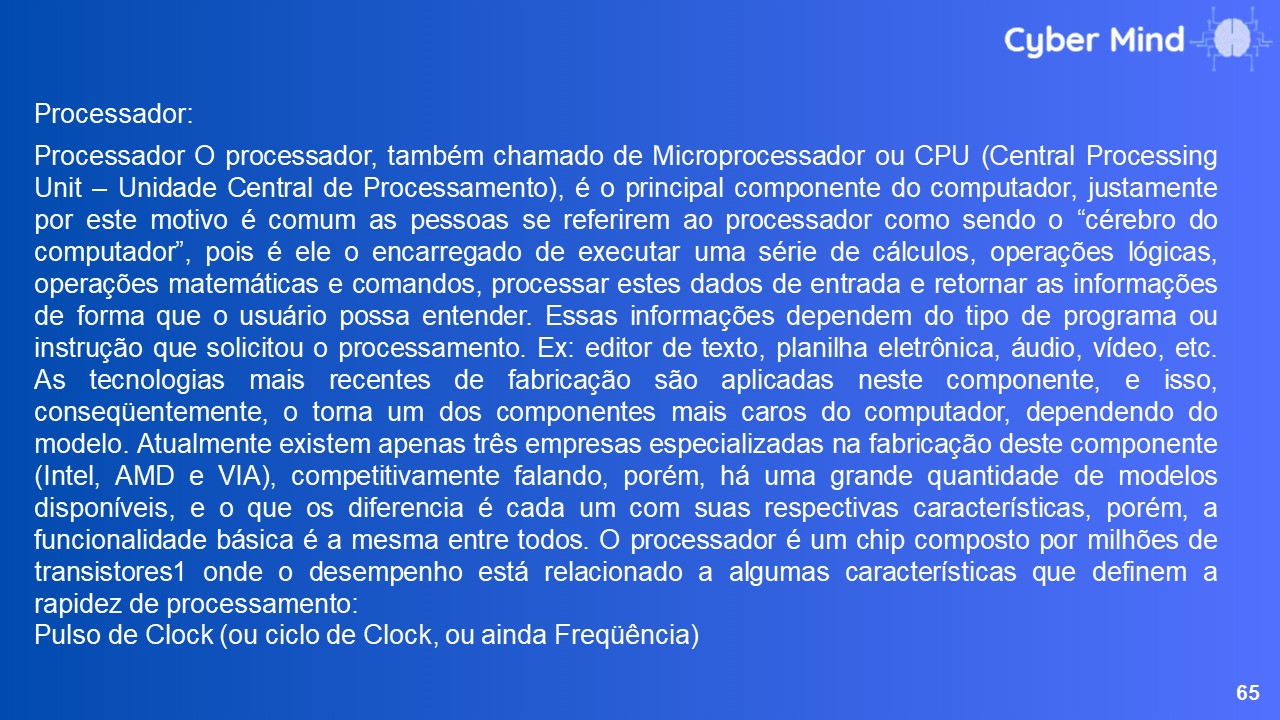 Cyber Mind
Processador:
Processador O processador, também chamado de Microprocessador ou CPU (Central Processing
Unit – Unidade Central de Processamento), é o principal componente do computador, justamente
por este motivo é comum as pessoas se referirem ao processador como sendo o “cérebro do
computador”, pois é ele o encarregado de executar uma série de cálculos, operações lógicas,
operações matemáticas e comandos, processar estes dados de entrada e retornar as informações
de forma que o usuário possa entender. Essas informações dependem do tipo de programa ou
instrução que solicitou o processamento. Ex: editor de texto, planilha eletrônica, áudio, vídeo, etc.
As tecnologias mais recentes de fabricação são aplicadas neste componente, e isso,
conseqüentemente, o torna um dos componentes mais caros do computador, dependendo do
modelo. Atualmente existem apenas três empresas especializadas na fabricação deste componente
(Intel, AMD e VIA), competitivamente falando, porém, há uma grande quantidade de modelos
disponíveis, e o que os diferencia é cada um com suas respectivas características, porém, a
funcionalidade básica é a mesma entre todos. O processador é um chip composto por milhões de
transistores1 onde o desempenho está relacionado a algumas características que definem a
rapidez de processamento:
Pulso de Clock (ou ciclo de Clock, ou ainda Freqüência)
65